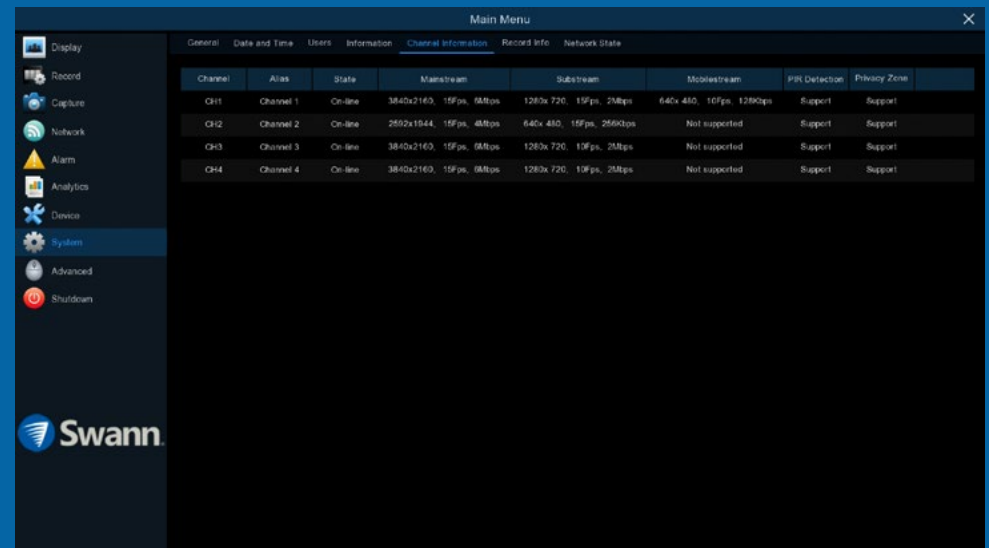 Main Menu
Display
Record
Capture
Network
Alarm
Analytics
Device
System
Advanced
Shutdown
Swann
General Date and Time Users Information Channel Information Record Info Network State
Channel Alias State Mainstream Substream Mobilestream PIR Detection Privacy Zone
CH1 Channel 1 On-line 3840x2160, 15Fps, 6Mbps 1280x 720, 15Fps, 2Mbps 640x 480, 10Fps, 128Kbps Support Support
CH2 Channel 2 On-line 2592x1944, 15Fps, 4Mbps 640x 480, 15Fps, 256Kbps Not supported Support Support
CH3 Channel 3 On-line 3840x2160, 15Fps, 6Mbps 1280x 720, 10Fps, 2Mbps Not supported Support Support
CH4 Channel 4 On-line 3840x2160, 15Fps, 6Mbps 1280x 720, 10Fps, 2Mbps Not supported Support Support